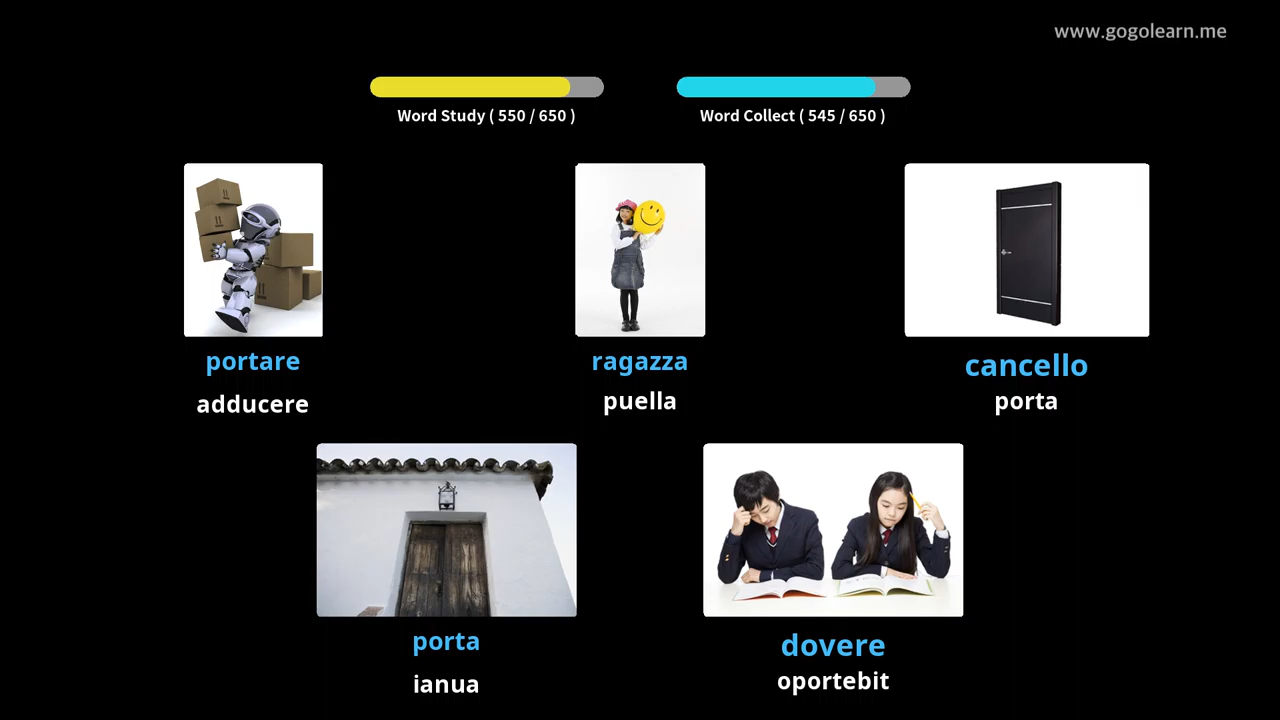 www.gogolearn.me
Word Study ( 550 / 650 )
Word Collect ( 545 / 650 )
portare
ragazza
cancello
adducere
puella
porta
porta
dovere
ianua
oportebit